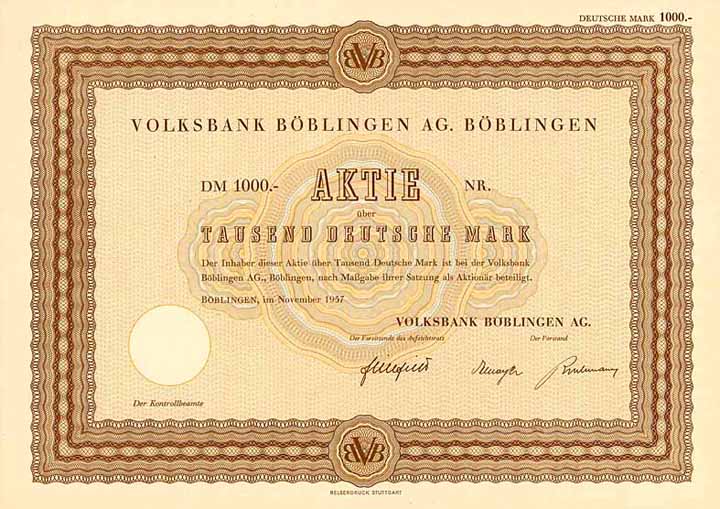 DEUTSCHE MARK 1000.-
BVB
VOLKSBANK BÖBLINGEN AG. BÖBLINGEN
DM 1000.- AKTIE NR.
über
TAUSEND DEUTSCHE MARK
Der Inhaber dieser Aktie über Tausend Deutsche Mark ist bei der Volksbank
Böblingen AG., Böblingen, nach Maßgabe ihrer Satzung als Aktionär beteiligt.
BÖBLINGEN, im November 1957
VOLKSBANK BÖBLINGEN AG.
Der Vorsitzende des Aufsichtsrats Der Vorstand
Der Kontrollbeamte
BVB
BELSERDRUCK STUTTGART